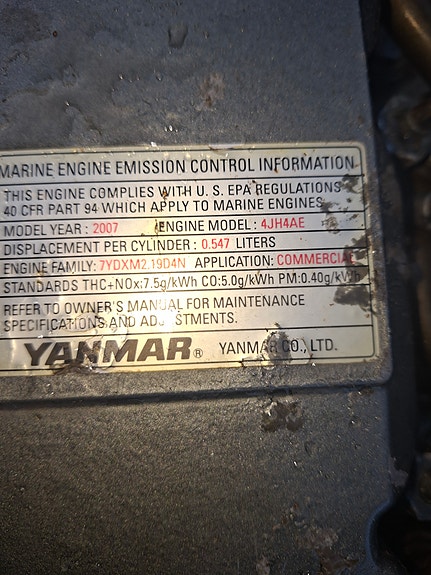 MARINE ENGINE EMISSION CONTROL INFORMATION
THIS ENGINE COMPLIES WITH U. S. EPA REGULATIONS
40 CFR PART 94 WHICH APPLY TO MARINE ENGINES
MODEL YEAR : 2007 ENGINE MODEL : 4JH4AE
DISPLACEMENT PER CYLINDER : 0.547 LITERS
ENGINE FAMILY: 7YDXM2.19D4N APPLICATION: COMMERCIAL
STANDARDS THC+NOx:7.5g/kWh CO:5.0g/kWh PM:0.40g/kWh
REFER TO OWNER'S MANUAL FOR MAINTENANCE
SPECIFICATIONS AND ADJUSTMENTS.
YANMAR® YANMAR CO., LTD.